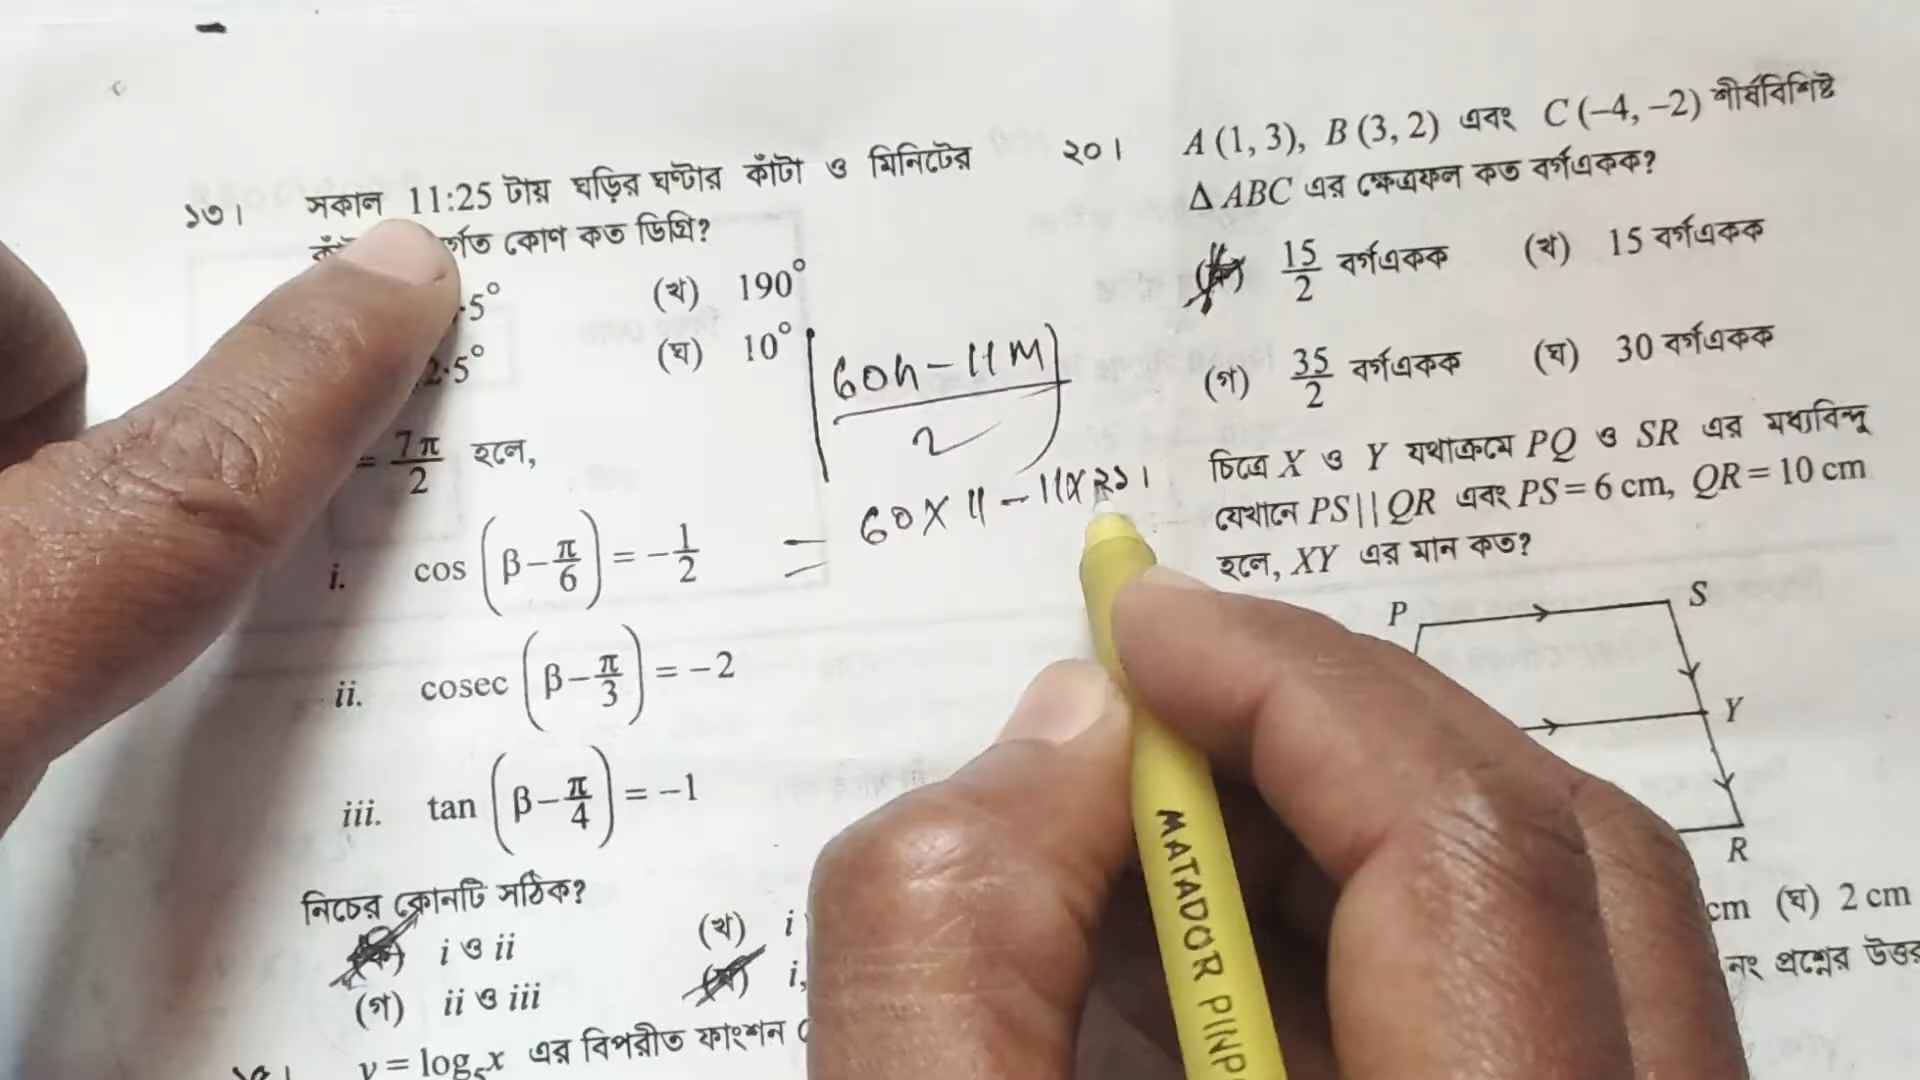 ১৩। সকাল 11:25 টায় ঘড়ির ঘণ্টার কাঁটা ও মিনিটের
র্গত কোণ কত ডিগ্রি?
·5° (খ) 190°
2·5° (ঘ) 10°
= 7π/2 হলে,
i. cos (β−π/6) = −1/2
ii. cosec (β−π/3) = −2
iii. tan (β−π/4) = −1
নিচের কোনটি সঠিক?
(ক) i ও ii (খ) i
(গ) ii ও iii (ঘ) i,
y = log₅x এর বিপরীত ফাংশন
|60h − 11M / 2|
= 60 × 11 − 11×
২০। A (1, 3), B (3, 2) এবং C (−4, −2) শীর্ষবিশিষ্ট
Δ ABC এর ক্ষেত্রফল কত বর্গএকক?
(ক) 15/2 বর্গএকক (খ) 15 বর্গএকক
(গ) 35/2 বর্গএকক (ঘ) 30 বর্গএকক
চিত্রে X ও Y যথাক্রমে PQ ও SR এর মধ্যবিন্দু
যেখানে PS||QR এবং PS = 6 cm, QR = 10 cm
হলে, XY এর মান কত?
P S
Y
R
cm (ঘ) 2 cm
নং প্রশ্নের উত্তর
MATADOR PINP